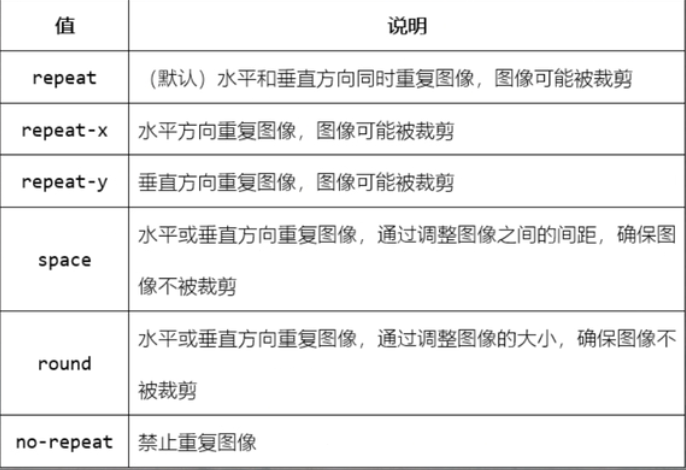 值 说明
repeat （默认）水平和垂直方向同时重复图像，图像可能被裁剪
repeat-x 水平方向重复图像，图像可能被裁剪
repeat-y 垂直方向重复图像，图像可能被裁剪
space 水平或垂直方向重复图像，通过调整图像之间的间距，确保图
像不被裁剪
round 水平或垂直方向重复图像，通过调整图像的大小，确保图像不
被裁剪
no-repeat 禁止重复图像